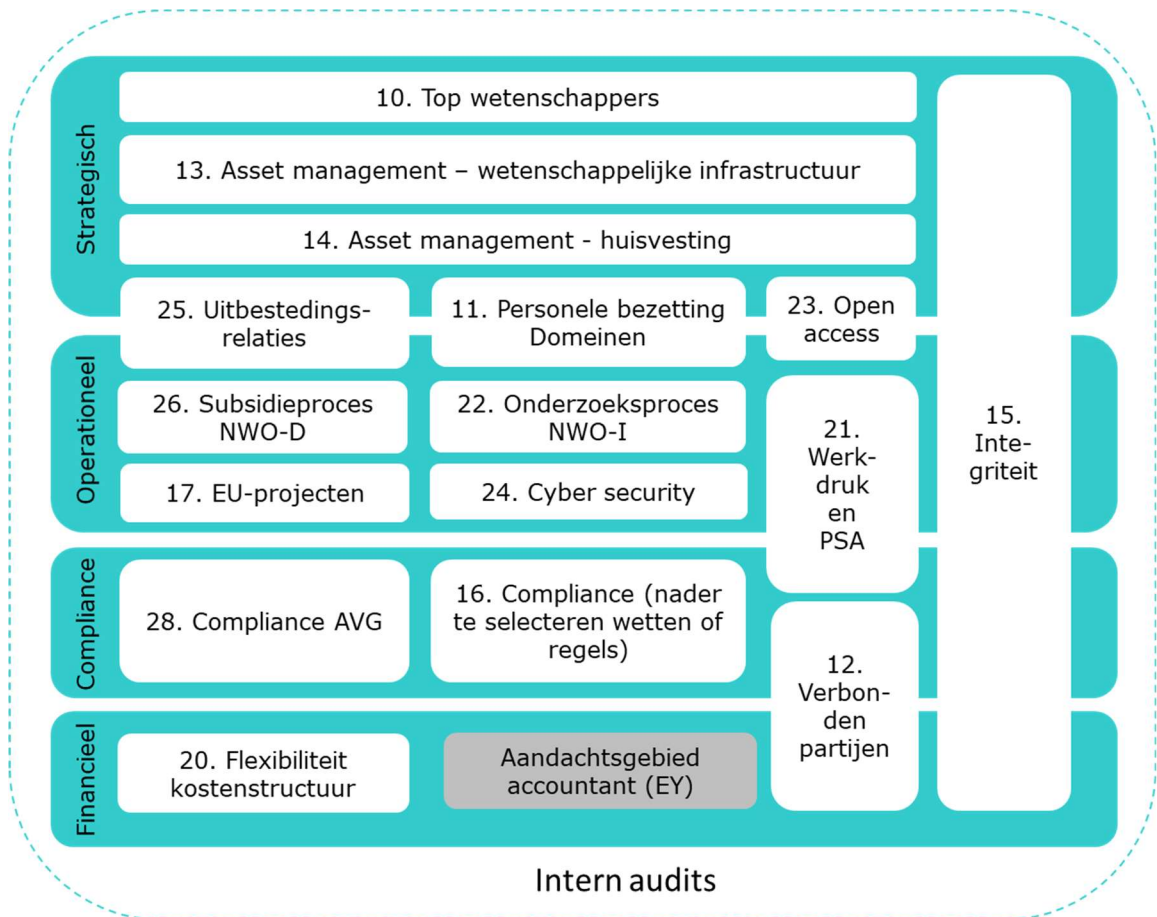 Strategisch
10. Top wetenschappers
13. Asset management – wetenschappelijke infrastructuur
14. Asset management - huisvesting
25. Uitbestedings-
relaties
11. Personele bezetting
Domeinen
23. Open
access
Operationeel
26. Subsidieproces
NWO-D
22. Onderzoeksproces
NWO-I
17. EU-projecten
24. Cyber security
21.
Werk-
druk
en
PSA
15.
Inte-
griteit
Compliance
28. Compliance AVG
16. Compliance (nader
te selecteren wetten of
regels)
12.
Verbon-
den
partijen
Financieel
20. Flexibiliteit
kostenstructuur
Aandachtsgebied
accountant (EY)
Intern audits